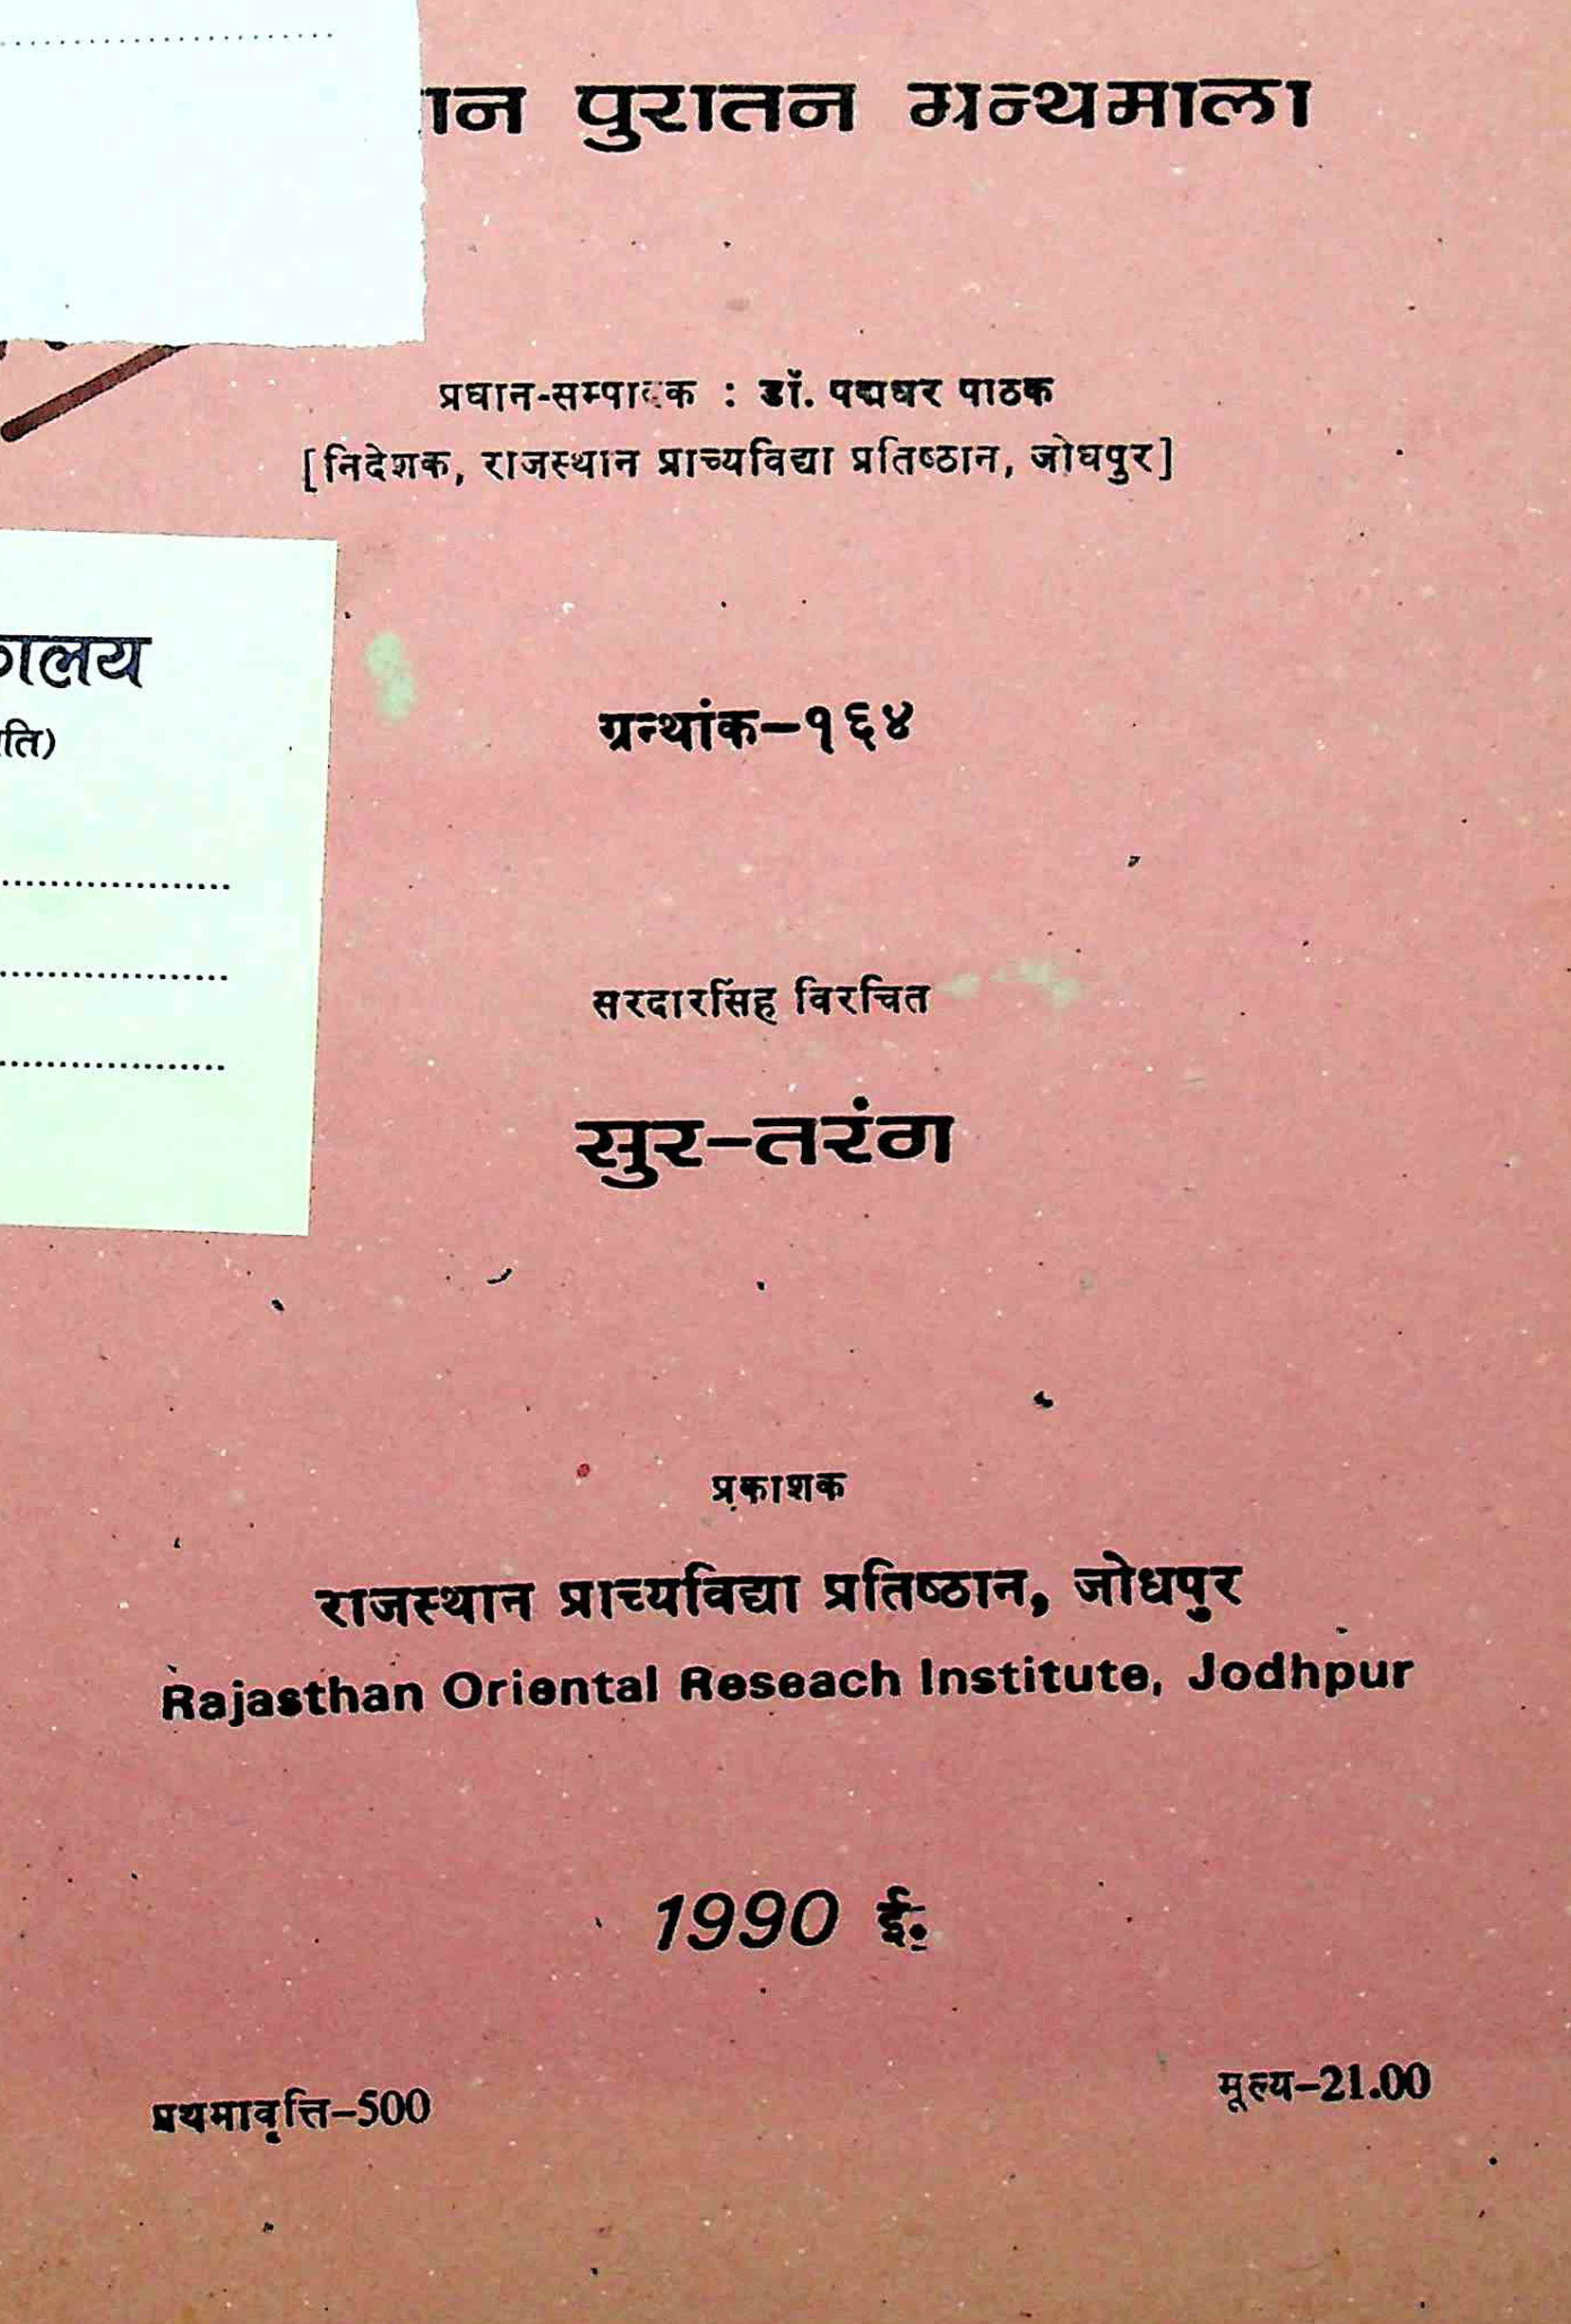 पुरातन ग्रन्थमाला
प्रधान-सम्पादक : डॉ. पद्मधर पाठक
[निदेशक, राजस्थान प्राच्यविद्या प्रतिष्ठान, जोधपुर]
ग्रन्थांक-१६४
सरदारसिंह विरचित
सुर-तरंग
प्रकाशक
राजस्थान प्राच्यविद्या प्रतिष्ठान, जोधपुर
Rajasthan Oriental Reseach Institute, Jodhpur
1990 ई.
प्रथमावृत्ति-500
मूल्य-21.00